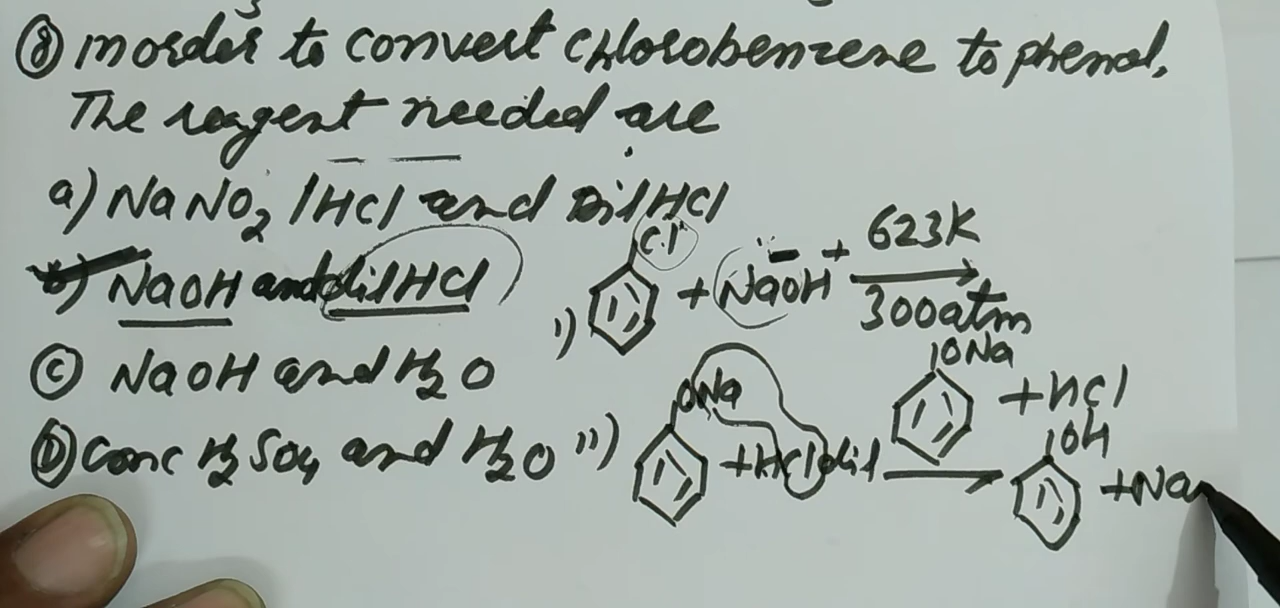 ⑧ inorder to convert chlorobenzene to phenol,
The reagent needed are
a) NaNO2 / HCl and Dil HCl
b) NaOH and dil HCl
ⓒ NaOH and H2O
Ⓓ conc H2SO4 and H2O
i) Cl + NaOH 623K 300atm
ONa + HCl
ii) ONa + HCl dil
OH + Na